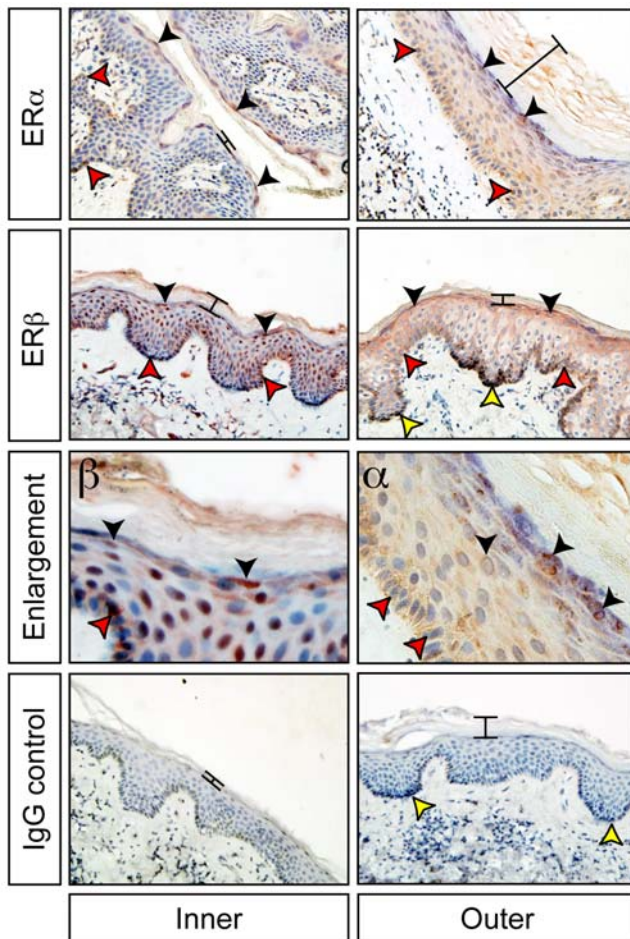 ERα
ERβ
Enlargement
β
α
IgG control
Inner
Outer